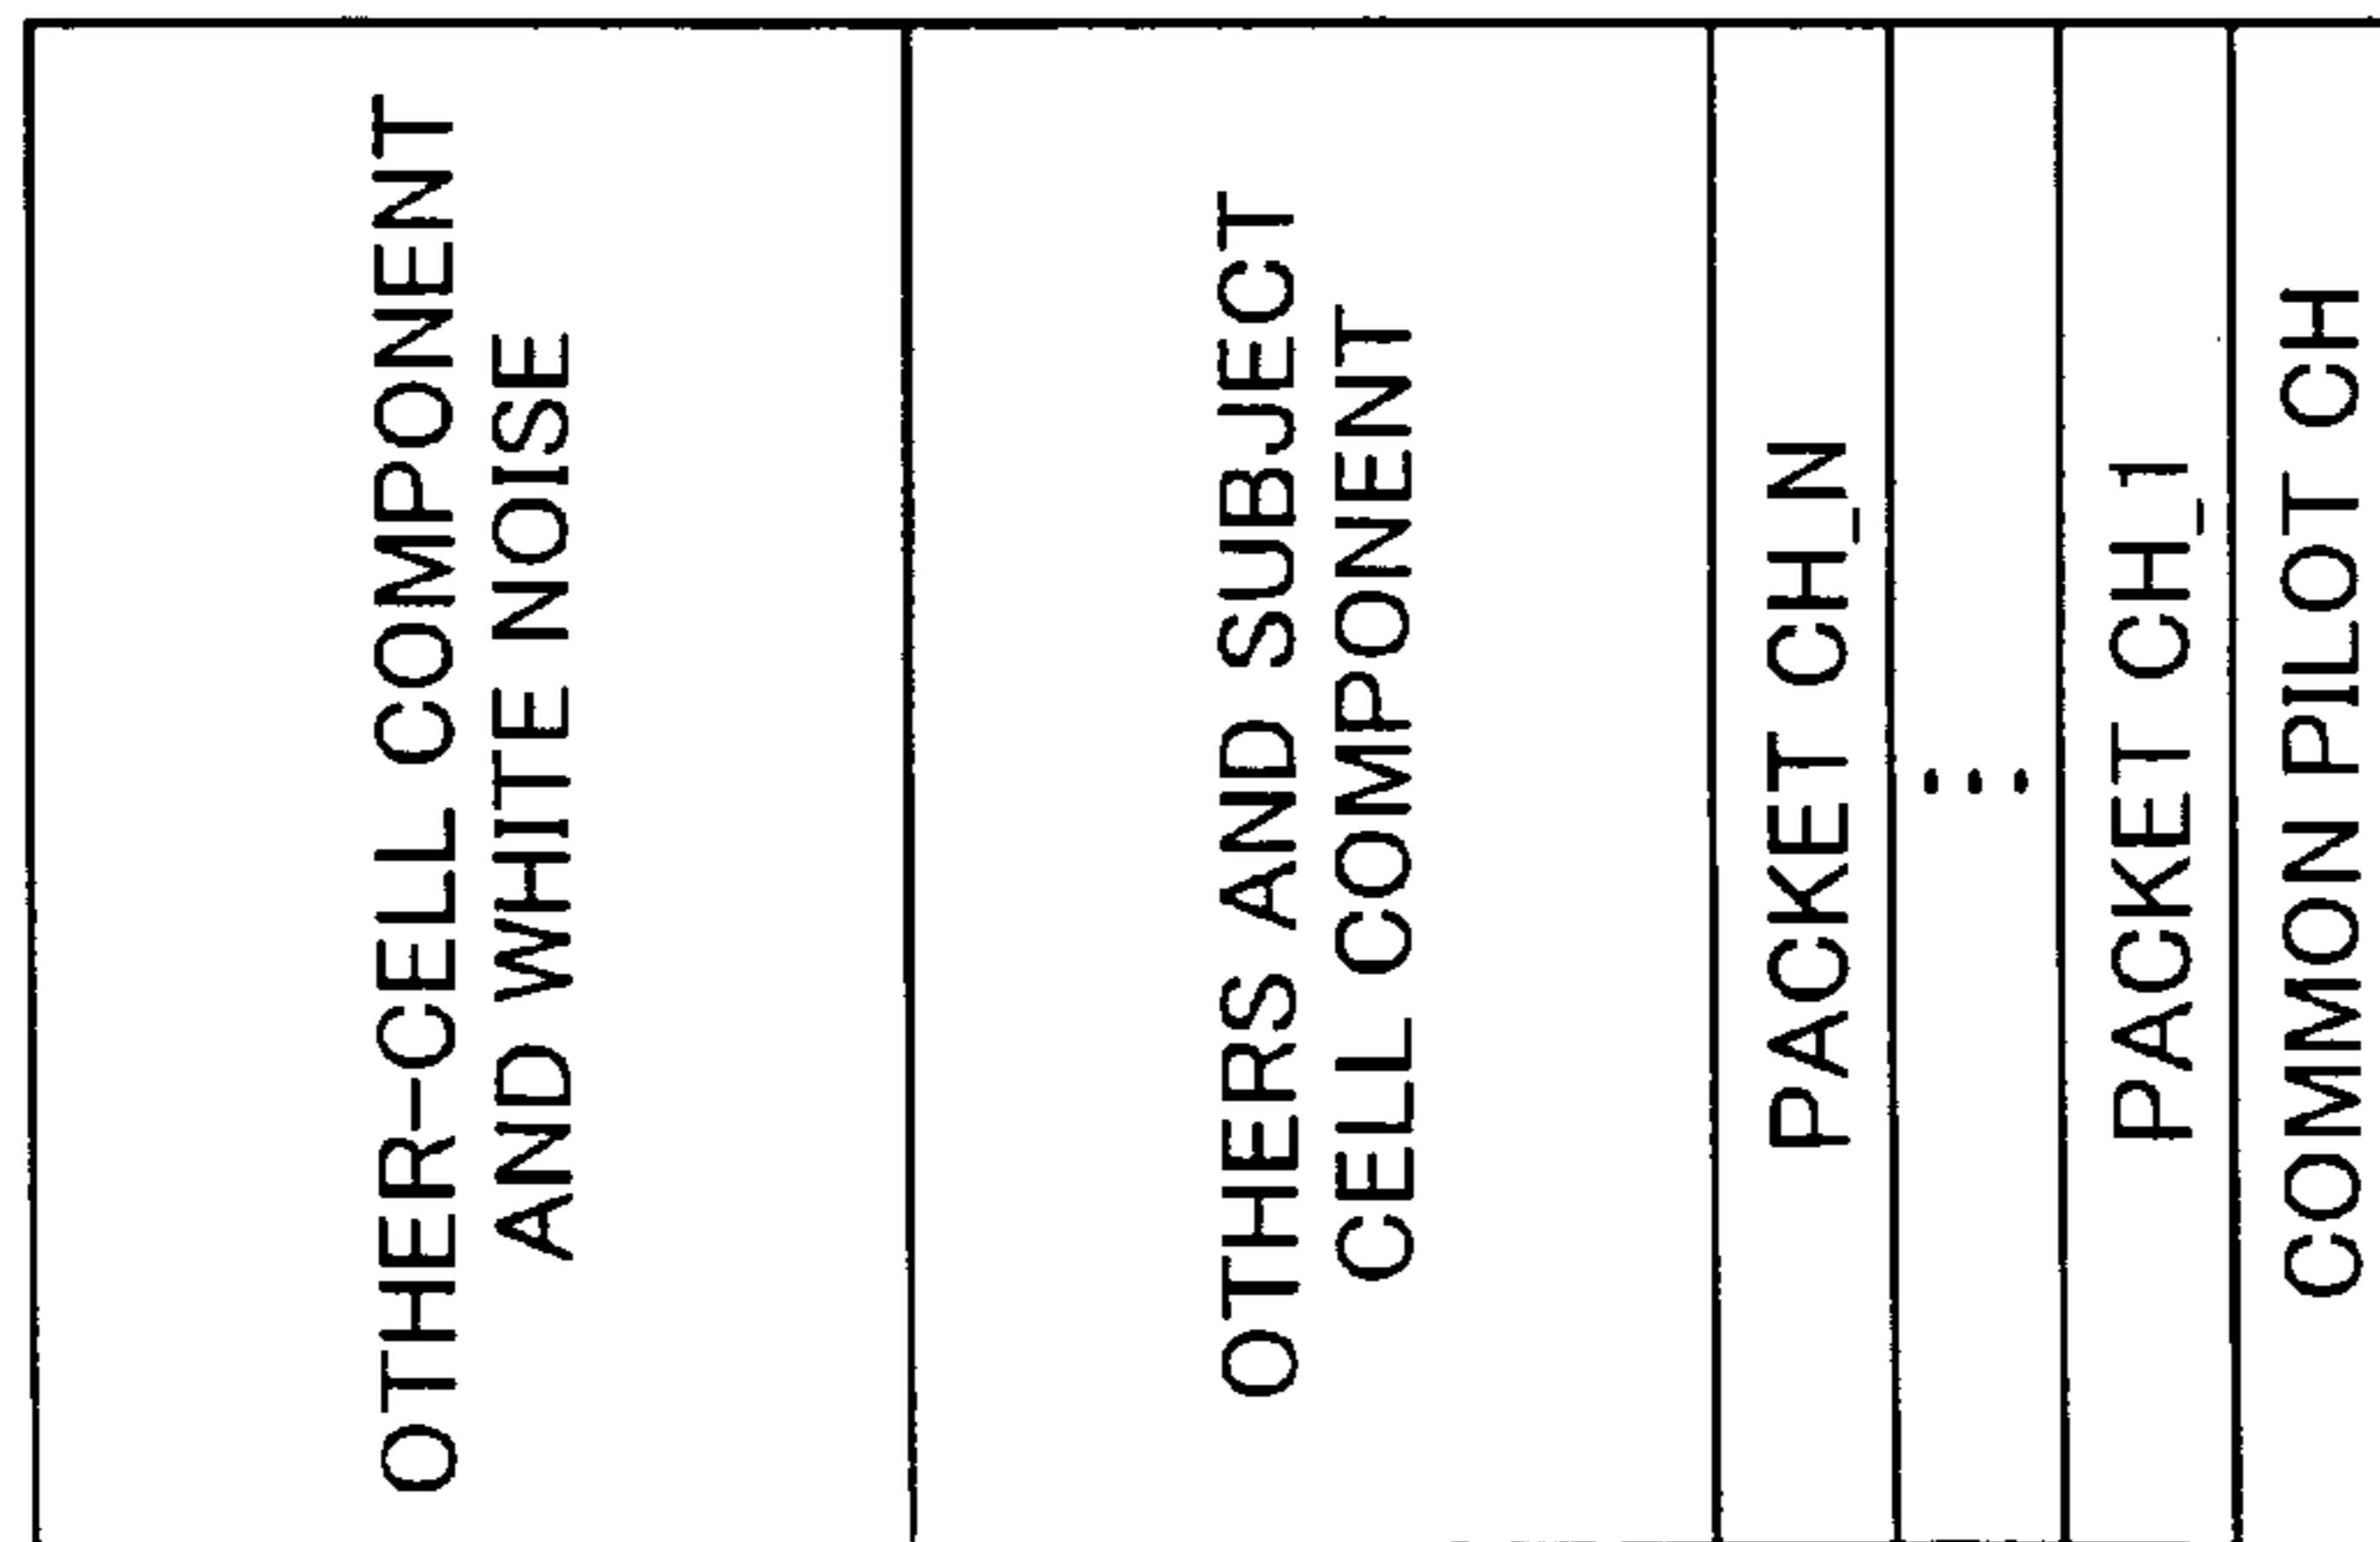 OTHER-CELL COMPONENT
AND WHITE NOISE
OTHERS AND SUBJECT
CELL COMPONENT
PACKET CH_N
...
PACKET CH_1
COMMON PILOT CH